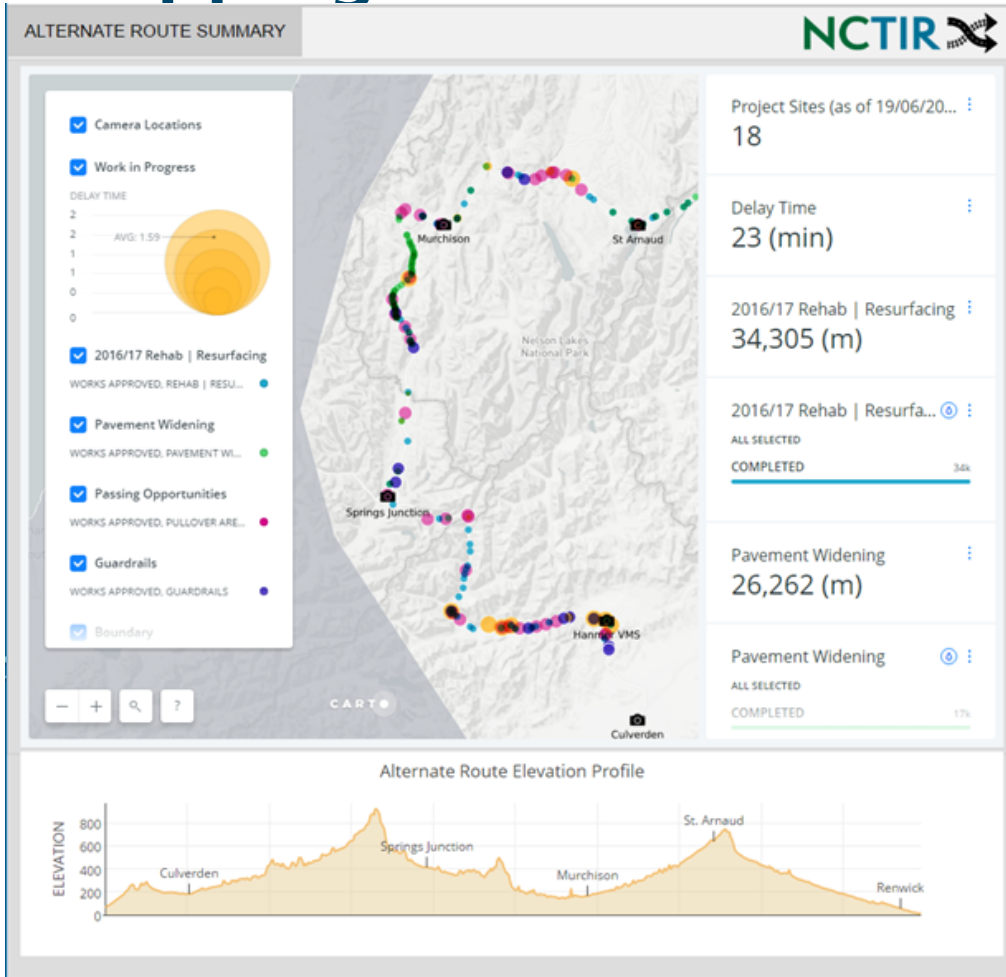 ALTERNATE ROUTE SUMMARY
NCTIR
Camera Locations
Work in Progress
DELAY TIME
2
2
1
1
0
0
AVG: 1.59
2016/17 Rehab | Resurfacing
WORKS APPROVED, REHAB | RESU...
Pavement Widening
WORKS APPROVED, PAVEMENT WI...
Passing Opportunities
WORKS APPROVED, PULLOVER ARE...
Guardrails
WORKS APPROVED, GUARDRAILS
Boundary
− +
?
Murchison
St Arnaud
Nelson Lakes
National Park
Springs Junction
Hanmer VMS
Culverden
CARTO
Project Sites (as of 19/06/20...
18
Delay Time
23 (min)
2016/17 Rehab | Resurfacing
34,305 (m)
2016/17 Rehab | Resurfa...
ALL SELECTED
COMPLETED 34k
Pavement Widening
26,262 (m)
Pavement Widening
ALL SELECTED
COMPLETED 17k
Alternate Route Elevation Profile
ELEVATION
800
600
400
200
0
Culverden
Springs Junction
Murchison
St. Arnaud
Renwick